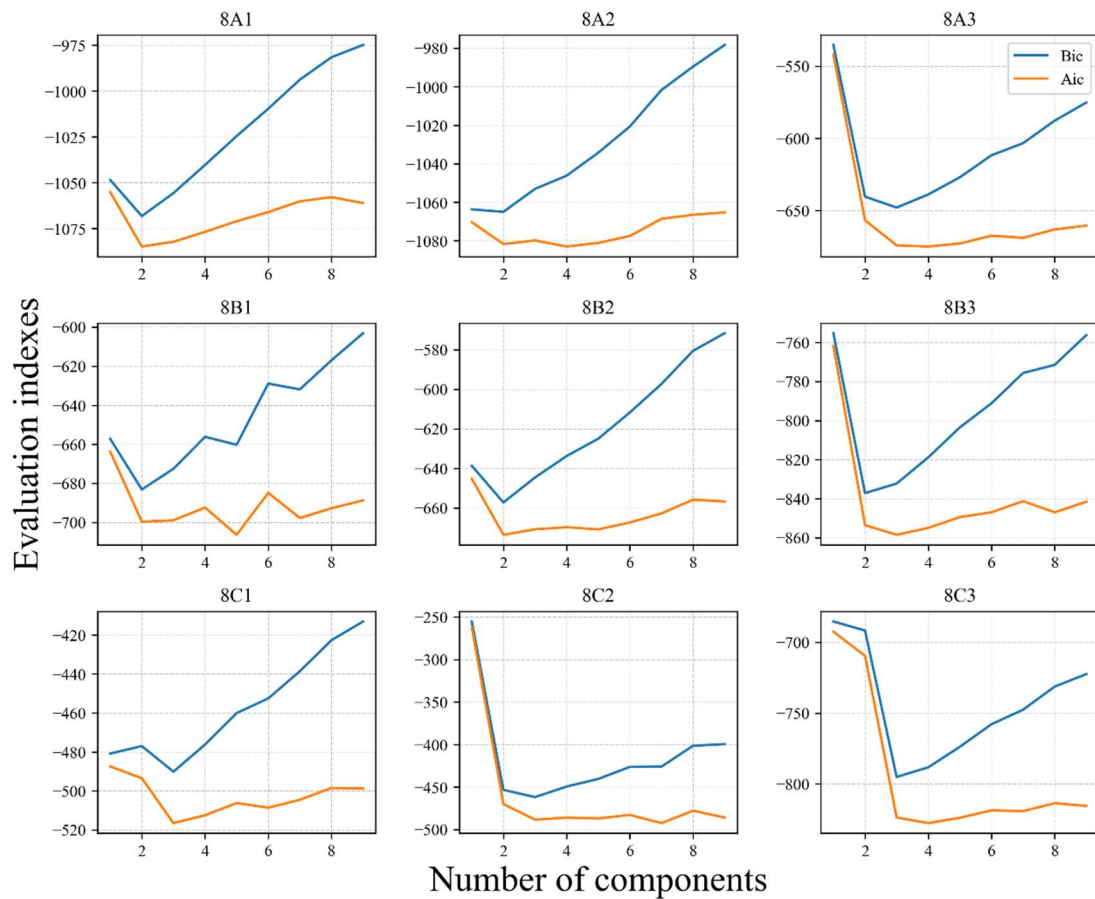 8A1
8A2
8A3
−975
−1000
−1025
−1050
−1075
2 4 6 8
−980
−1000
−1020
−1040
−1060
−1080
2 4 6 8
Bic
Aic
−550
−600
−650
2 4 6 8
Evaluation indexes
8B1
8B2
8B3
−600
−620
−640
−660
−680
−700
2 4 6 8
−580
−600
−620
−640
−660
2 4 6 8
−760
−780
−800
−820
−840
−860
2 4 6 8
8C1
8C2
8C3
−420
−440
−460
−480
−500
−520
2 4 6 8
−250
−300
−350
−400
−450
−500
2 4 6 8
−700
−750
−800
2 4 6 8
Number of components